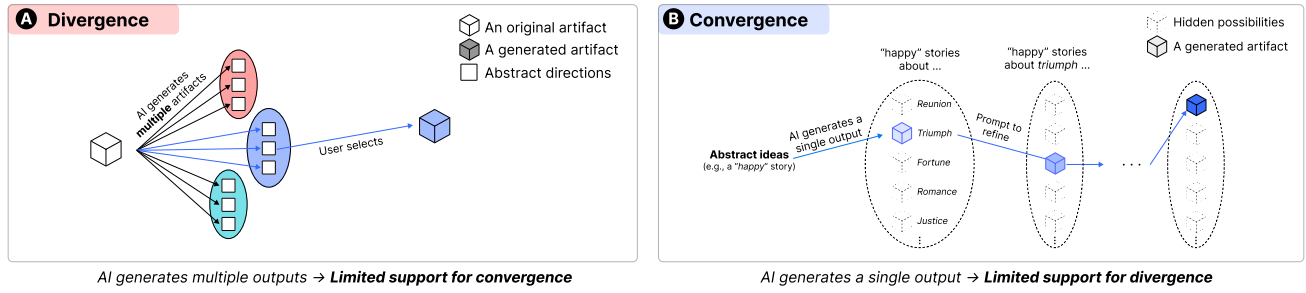 A Divergence
An original artifact
A generated artifact
Abstract directions
AI generates
multiple artifacts
User selects
AI generates multiple outputs → Limited support for convergence
B Convergence
Hidden possibilities
A generated artifact
"happy" stories
about ...
"happy" stories
about triumph ...
Reunion
Triumph
Fortune
Romance
Justice
AI generates a
single output
Abstract ideas
(e.g., a "happy" story)
Prompt to
refine
. . .
AI generates a single output → Limited support for divergence